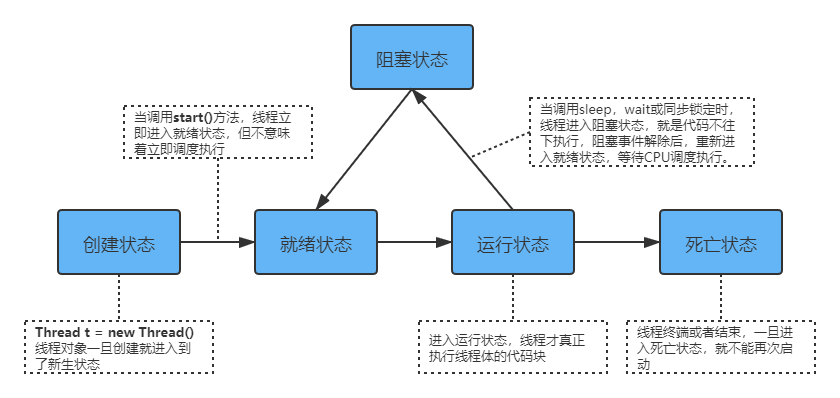 阻塞状态
当调用start()方法，线程立
即进入就绪状态，但不意味
着立即调度执行
当调用sleep，wait或同步锁定时，
线程进入阻塞状态，就是代码不往
下执行，阻塞事件解除后，重新进
入就绪状态，等待CPU调度执行。
创建状态
就绪状态
运行状态
死亡状态
Thread t = new Thread()
线程对象一旦创建就进入到
了新生状态
进入运行状态，线程才真正
执行线程体的代码块
线程终端或者结束，一旦进
入死亡状态，就不能再次启
动